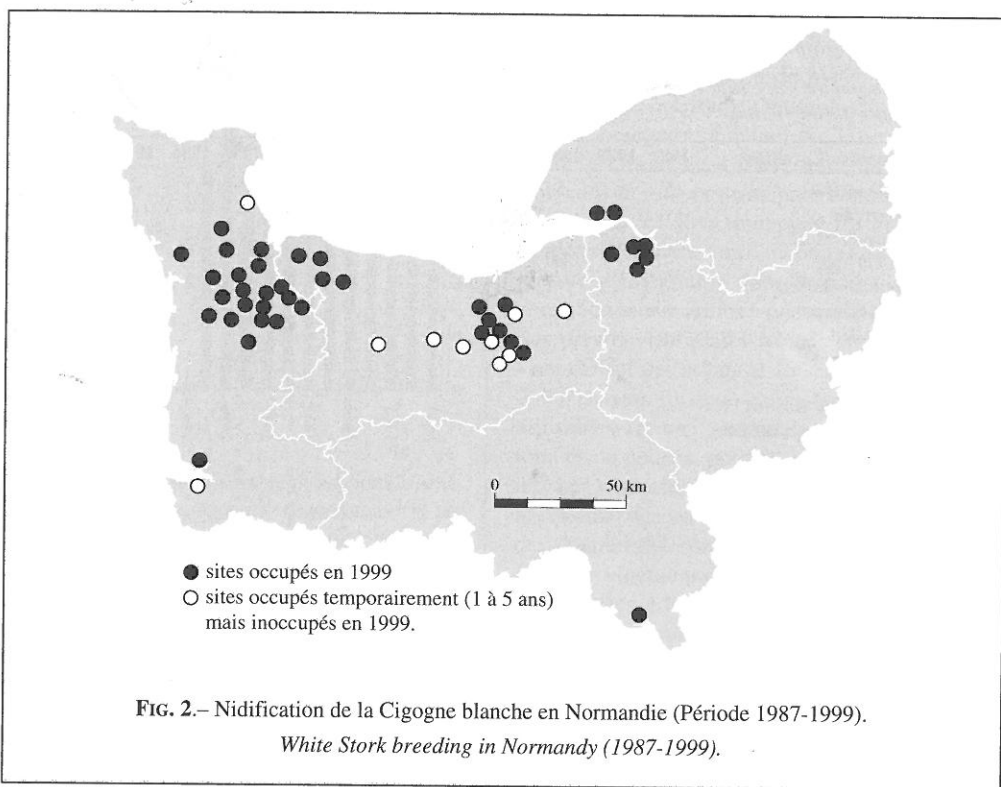 0 50 km
sites occupés en 1999
sites occupés temporairement (1 à 5 ans)
mais inoccupés en 1999.
FIG. 2.– Nidification de la Cigogne blanche en Normandie (Période 1987-1999).
White Stork breeding in Normandy (1987-1999).